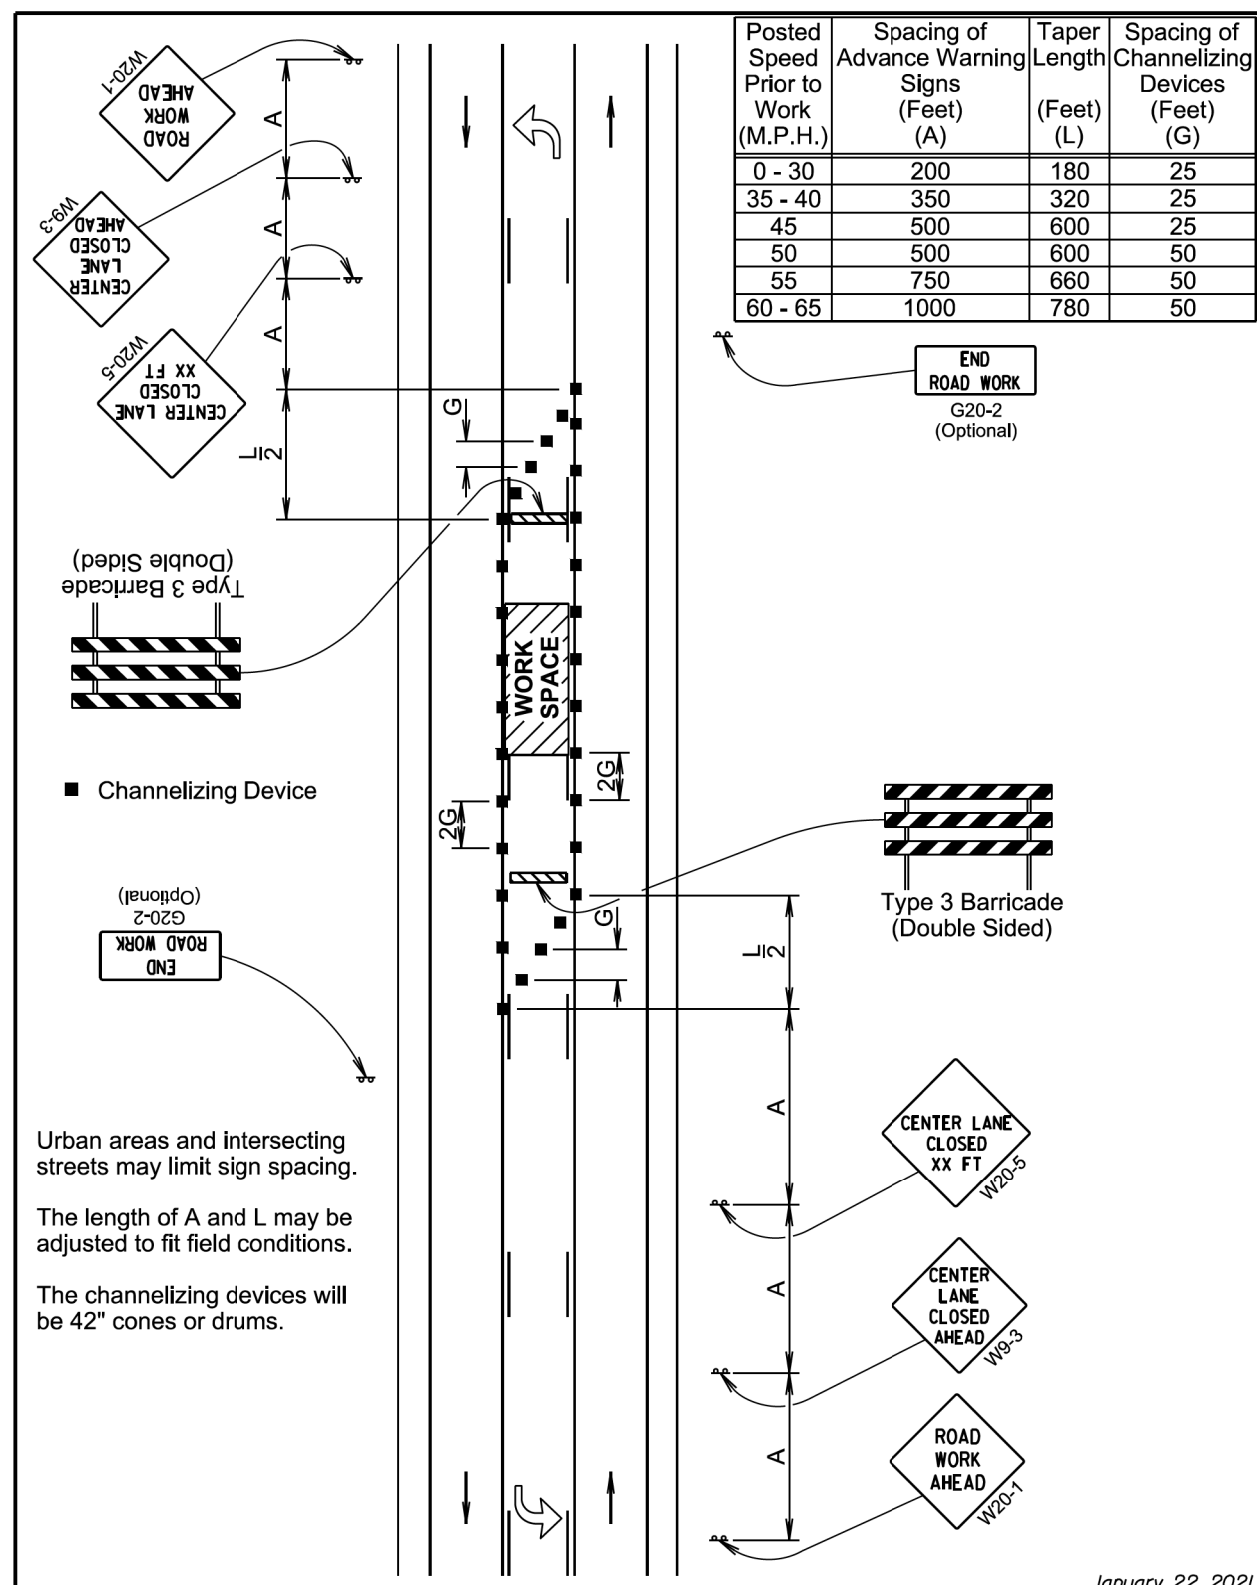 Posted Speed Prior to Work (M.P.H.)
Spacing of Advance Warning Signs (Feet) (A)
Taper Length (Feet) (L)
Spacing of Channelizing Devices (Feet) (G)
0 - 30 200 180 25
35 - 40 350 320 25
45 500 600 25
50 500 600 50
55 750 660 50
60 - 65 1000 780 50
W20-1
ROAD
WORK
AHEAD
A
W9-3
CENTER
LANE
CLOSED
AHEAD
A
W20-5
CENTER LANE
CLOSED
XX FT
A
END
ROAD WORK
G20-2
(Optional)
G
L
2
Type 3 Barricade
(Double Sided)
WORK
SPACE
2G
2G
■ Channelizing Device
Type 3 Barricade
(Double Sided)
END
ROAD WORK
G20-2
(Optional)
G
L
2
A
CENTER LANE
CLOSED
XX FT
W20-5
Urban areas and intersecting
streets may limit sign spacing.
The length of A and L may be
adjusted to fit field conditions.
The channelizing devices will
be 42" cones or drums.
A
CENTER
LANE
CLOSED
AHEAD
W9-3
A
ROAD
WORK
AHEAD
W20-1
January 22, 2021